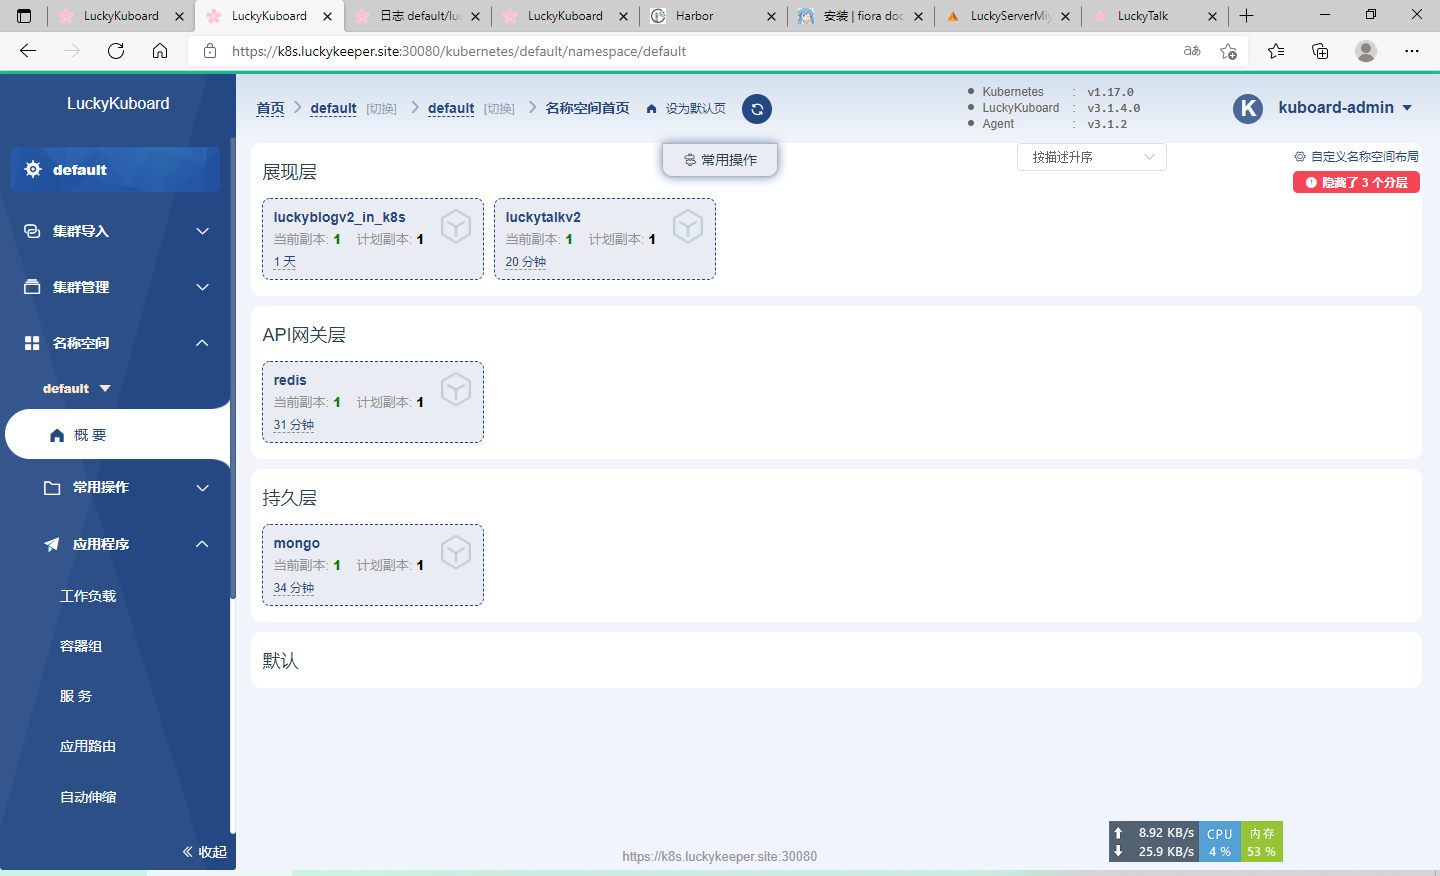 LuckyKuboard
LuckyKuboard
日志 default/lu
LuckyKuboard
Harbor
安装 | fiora doc
LuckyServerMi
LuckyTalk
https://k8s.luckykeeper.site:30080/kubernetes/default/namespace/default
LuckyKuboard
default
集群导入
集群管理
名称空间
default
概 要
常用操作
应用程序
工作负载
容器组
服 务
应用路由
自动伸缩
收起
首页 default [切换] default [切换] 名称空间首页 设为默认页
Kubernetes : v1.17.0
LuckyKuboard : v3.1.4.0
Agent : v3.1.2
K kuboard-admin
常用操作
按描述升序
自定义名称空间布局
隐藏了 3 个分层
展现层
luckyblogv2_in_k8s
当前副本: 1 计划副本: 1
1 天
luckytalkv2
当前副本: 1 计划副本: 1
20 分钟
API网关层
redis
当前副本: 1 计划副本: 1
31 分钟
持久层
mongo
当前副本: 1 计划副本: 1
34 分钟
默认
https://k8s.luckykeeper.site:30080
8.92 KB/s CPU 内存
25.9 KB/s 4 % 53 %